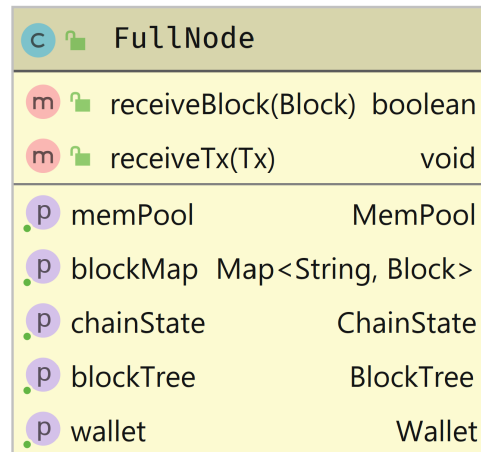 C FullNode
m receiveBlock(Block) boolean
m receiveTx(Tx) void
p memPool MemPool
p blockMap Map<String, Block>
p chainState ChainState
p blockTree BlockTree
p wallet Wallet